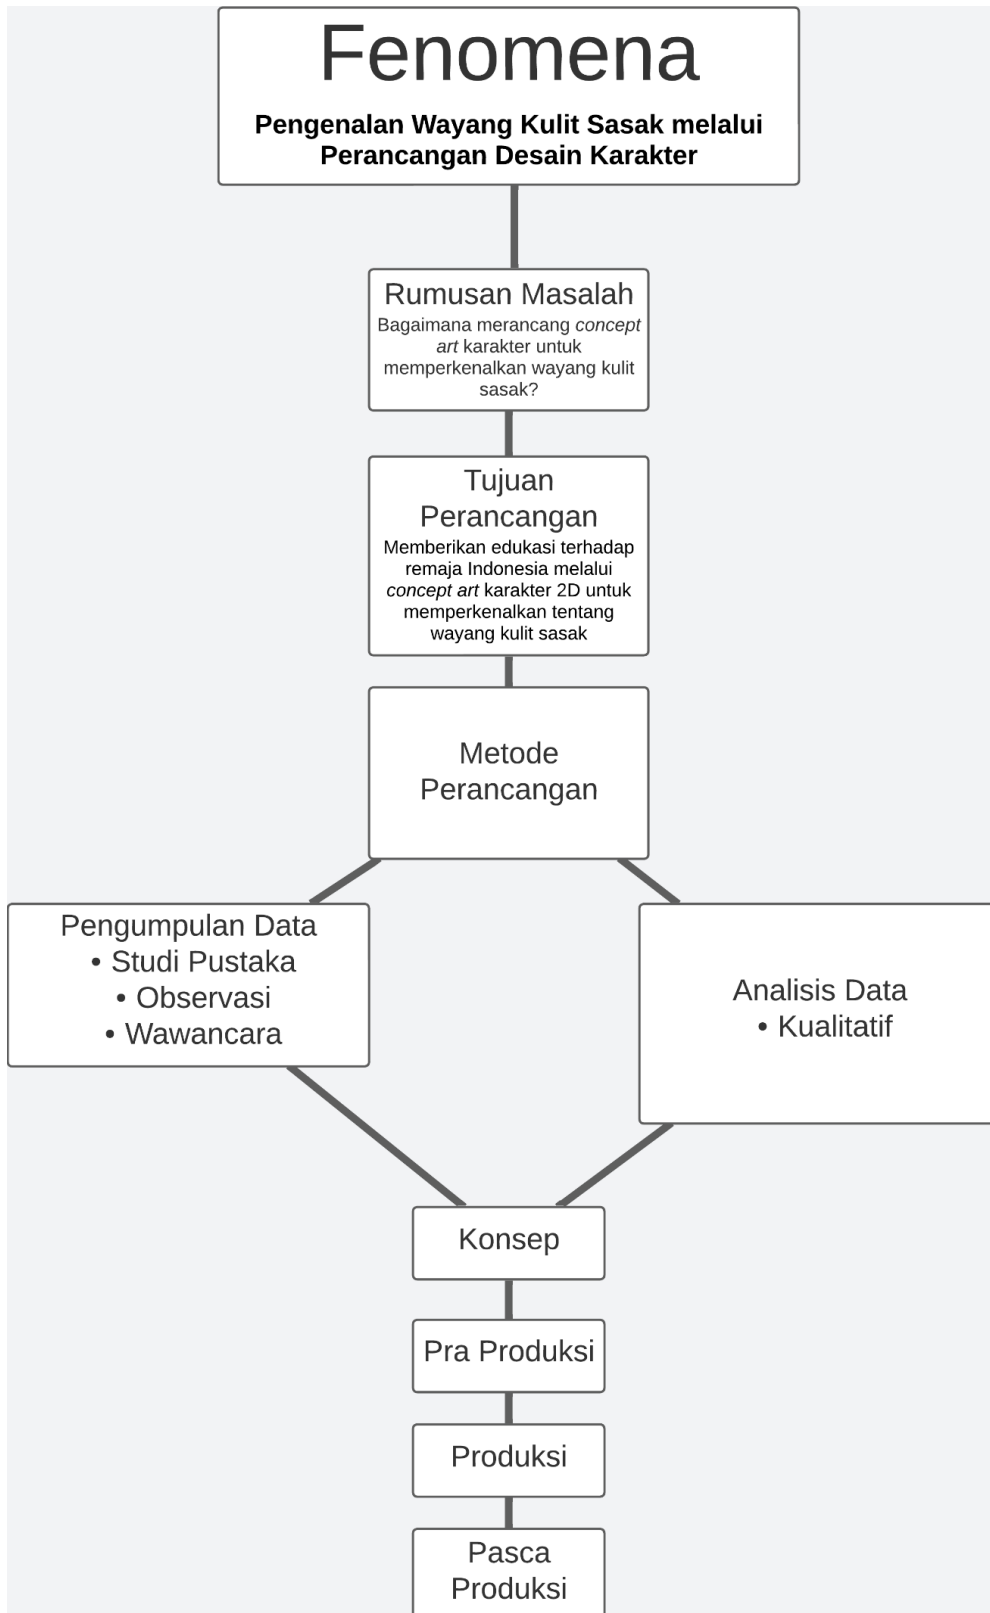 Fenomena
Pengenalan Wayang Kulit Sasak melalui
Perancangan Desain Karakter
Rumusan Masalah
Bagaimana merancang concept
art karakter untuk
memperkenalkan wayang kulit
sasak?
Tujuan
Perancangan
Memberikan edukasi terhadap
remaja Indonesia melalui
concept art karakter 2D untuk
memperkenalkan tentang
wayang kulit sasak
Metode
Perancangan
Pengumpulan Data
• Studi Pustaka
• Observasi
• Wawancara
Analisis Data
• Kualitatif
Konsep
Pra Produksi
Produksi
Pasca
Produksi